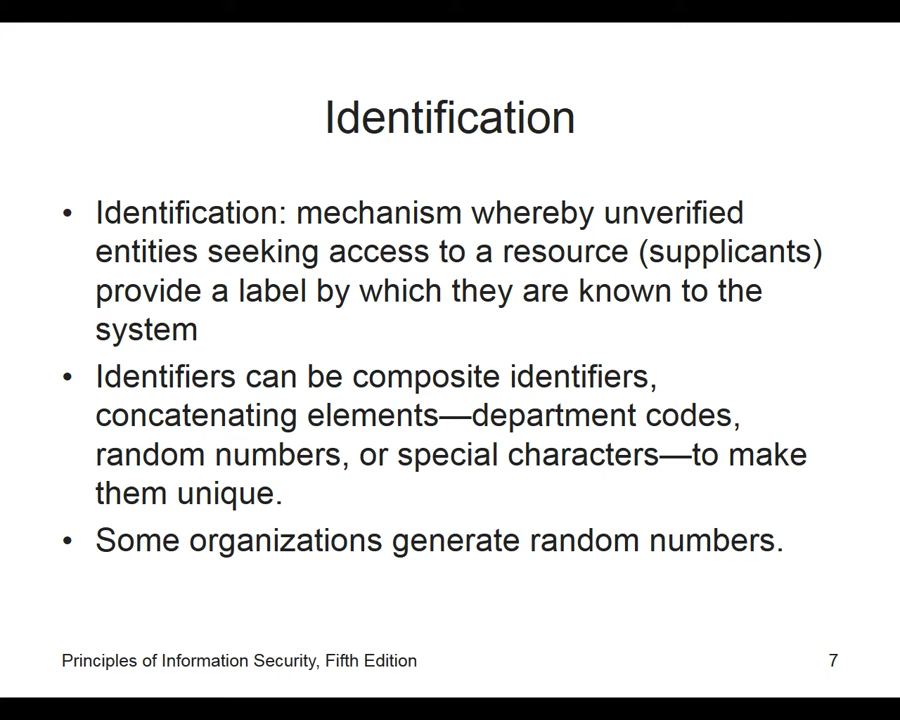 Identification
• Identification: mechanism whereby unverified
entities seeking access to a resource (supplicants)
provide a label by which they are known to the
system
• Identifiers can be composite identifiers,
concatenating elements—department codes,
random numbers, or special characters—to make
them unique.
• Some organizations generate random numbers.
Principles of Information Security, Fifth Edition
7